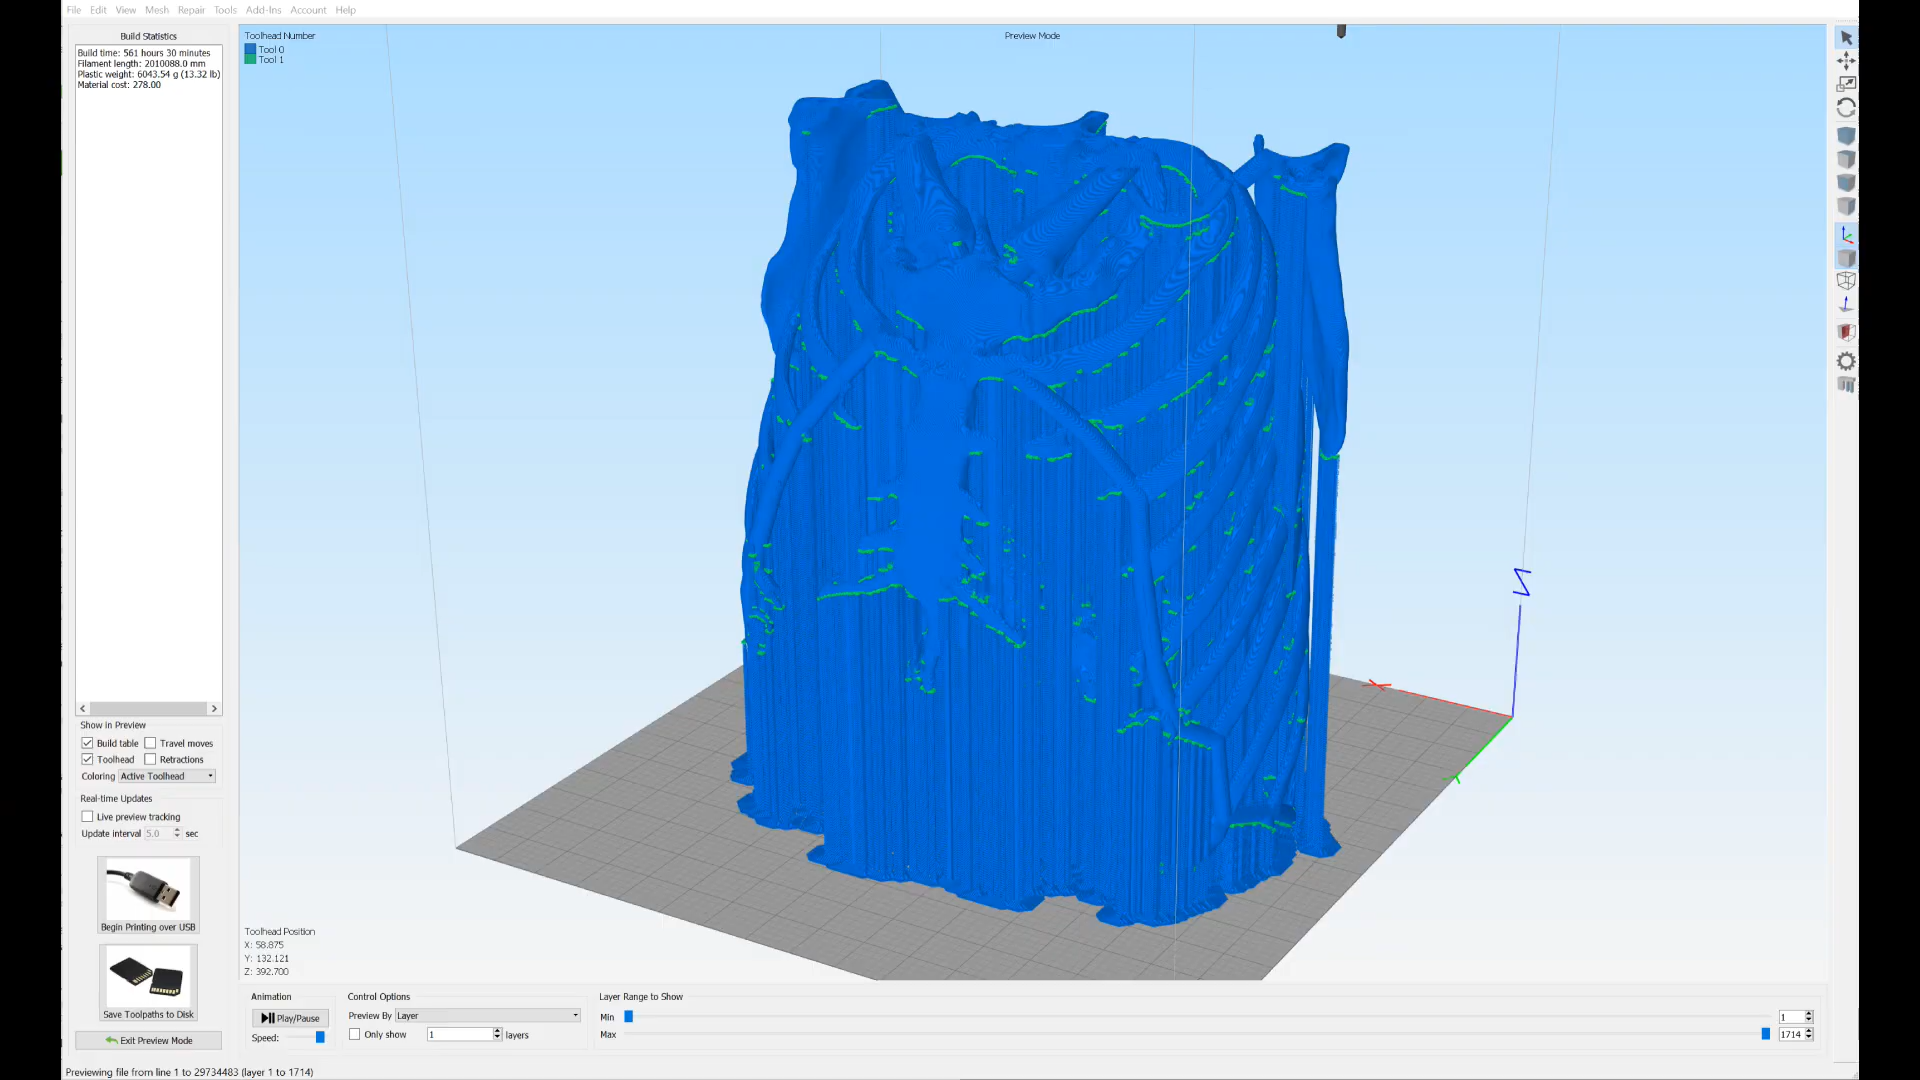 File Edit View Mesh Repair Tools Add-Ins Account Help
Build Statistics
Build time: 561 hours 30 minutes
Filament length: 2010088.0 mm
Plastic weight: 6043.54 g (13.32 lb)
Material cost: 278.00
Toolhead Number
Tool 0
Tool 1
Preview Mode
Show in Preview
Build table Travel moves
Toolhead Retractions
Coloring Active Toolhead
Real-time Updates
Live preview tracking
Update interval 5.0 sec
Begin Printing over USB
Save Toolpaths to Disk
Exit Preview Mode
Z
X
Y
Toolhead Position
X: 58.875
Y: 132.121
Z: 392.700
Animation
Play/Pause
Speed:
Control Options
Preview By Layer
Only show 1 layers
Layer Range to Show
Min 1
Max 1714
Previewing file from line 1 to 29734483 (layer 1 to 1714)